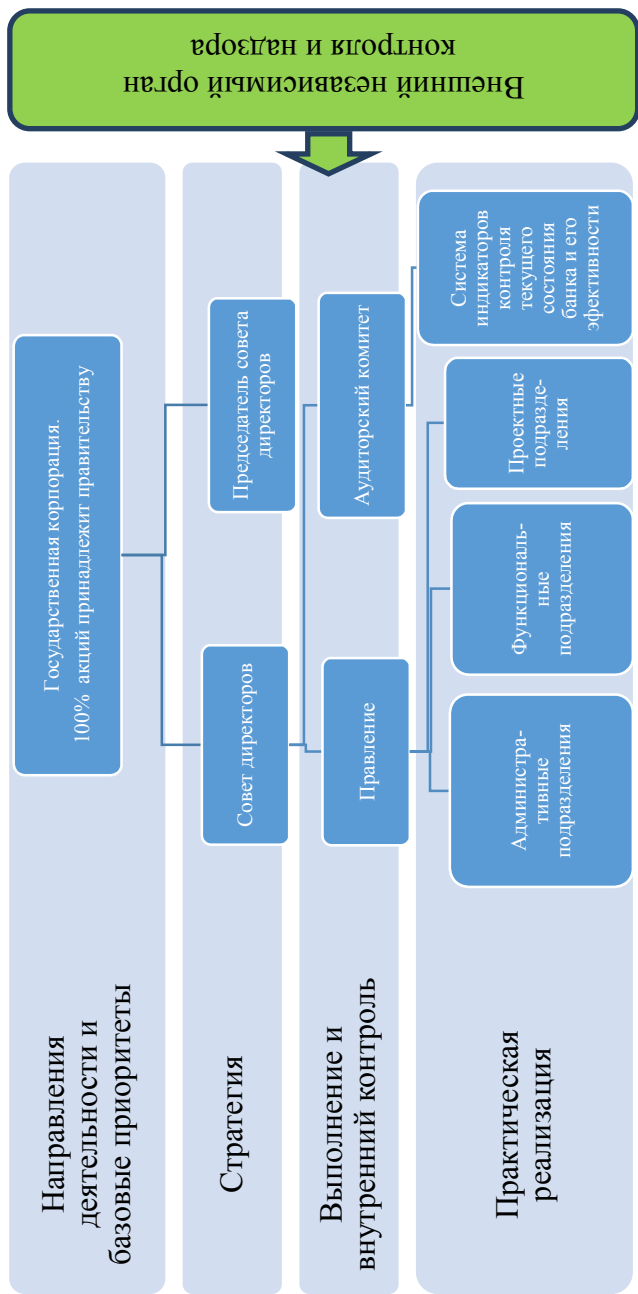 Направления
деятельности и
базовые приоритеты
Государственная корпорация.
100% акций принадлежит правительству
Стратегия
Совет директоров
Председатель совета
директоров
Выполнение и
внутренний контроль
Правление
Аудиторский комитет
Практическая
реализация
Администра-
тивные
подразделения
Функциональ-
ные
подразделения
Проектные
подразде-
ления
Система
индикаторов
контроля
текущего
состояния
банка и его
эфективности
Внешний независимый орган
контроля и надзора